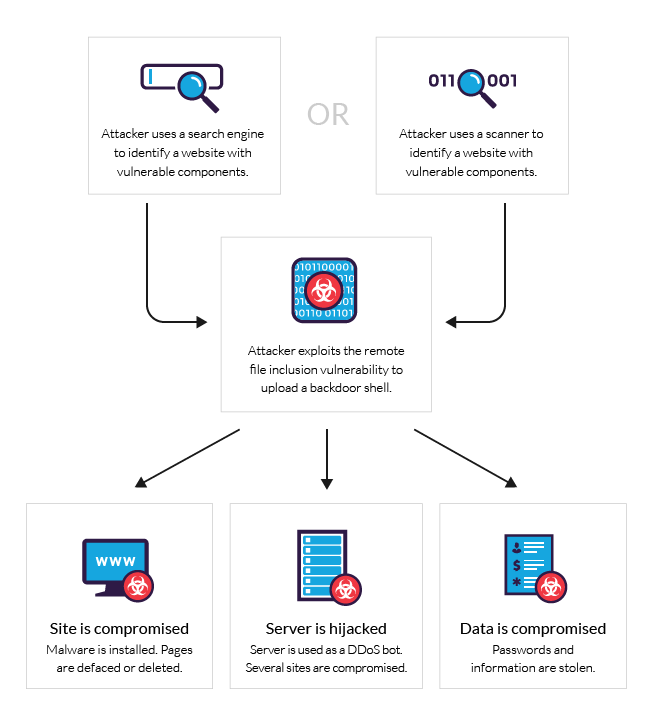 011 001
Attacker uses a search engine
to identify a website with
vulnerable components.
OR
Attacker uses a scanner to
identify a website with
vulnerable components.
010110000
Attacker exploits the remote
file inclusion vulnerability to
upload a backdoor shell.
www
Site is compromised
Malware is installed. Pages
are defaced or deleted.
Server is hijacked
Server is used as a DDoS bot.
Several sites are compromised.
$
*
Data is compromised
Passwords and
information are stolen.